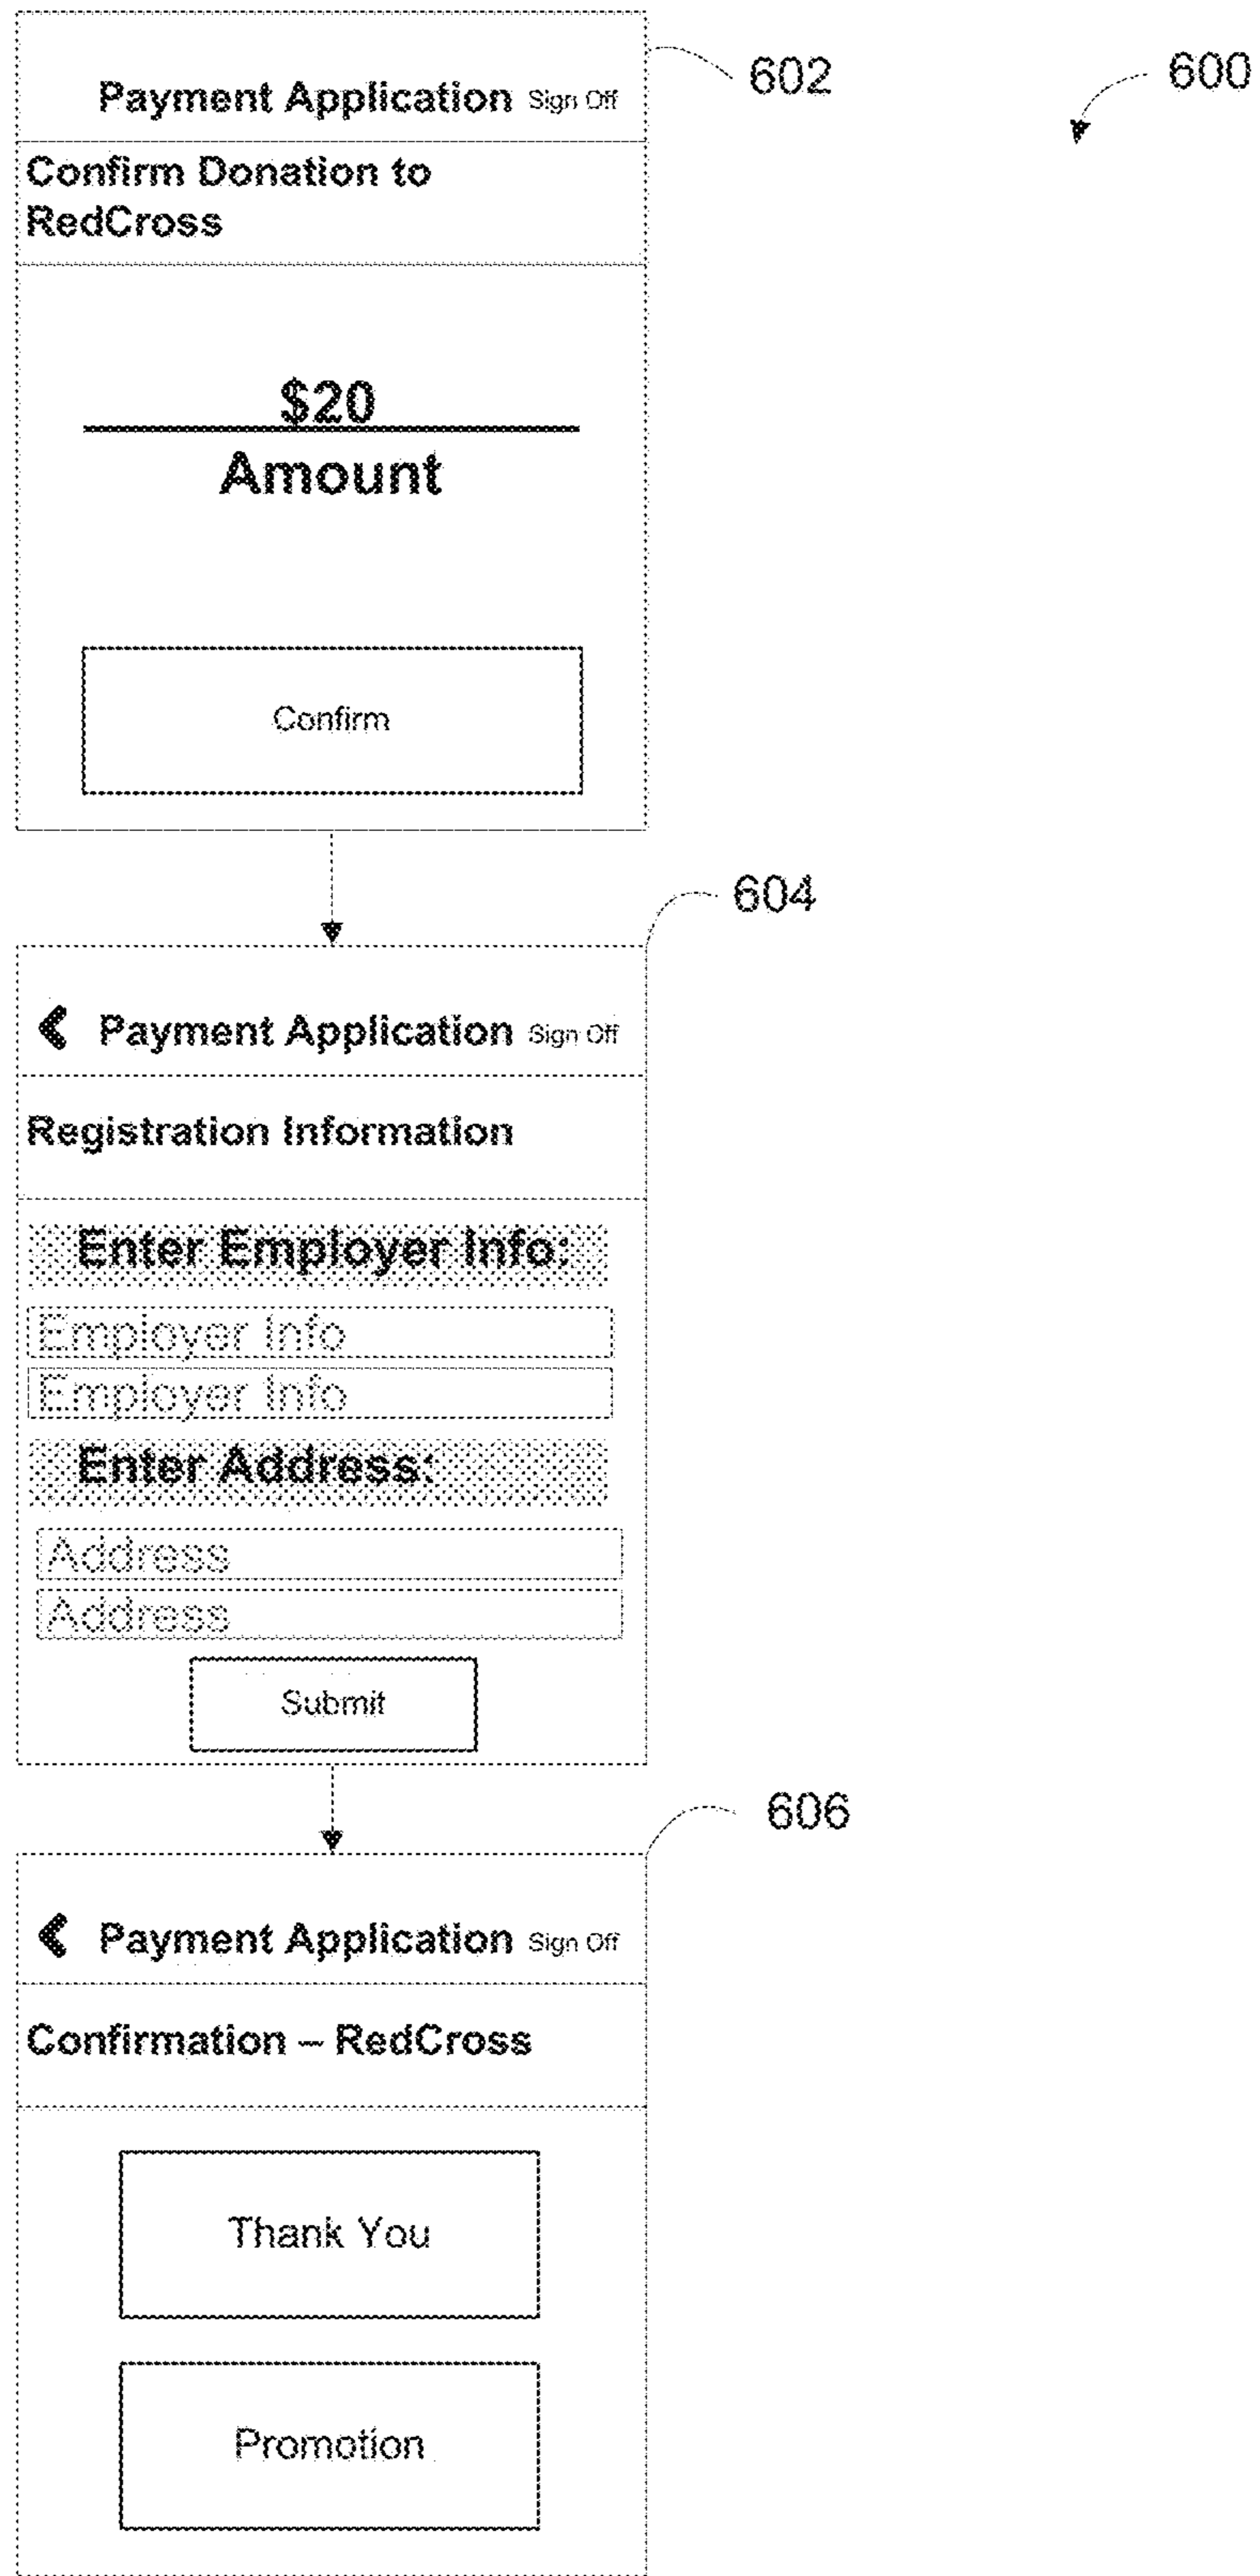 600
602
Payment Application Sign Off
Confirm Donation to
RedCross
$20
Amount
Confirm
604
Payment Application Sign Off
Registration Information
Enter Employer Info:
Employer Info
Employer Info
Enter Address:
Address
Address
Submit
606
Payment Application Sign Off
Confirmation – RedCross
Thank You
Promotion